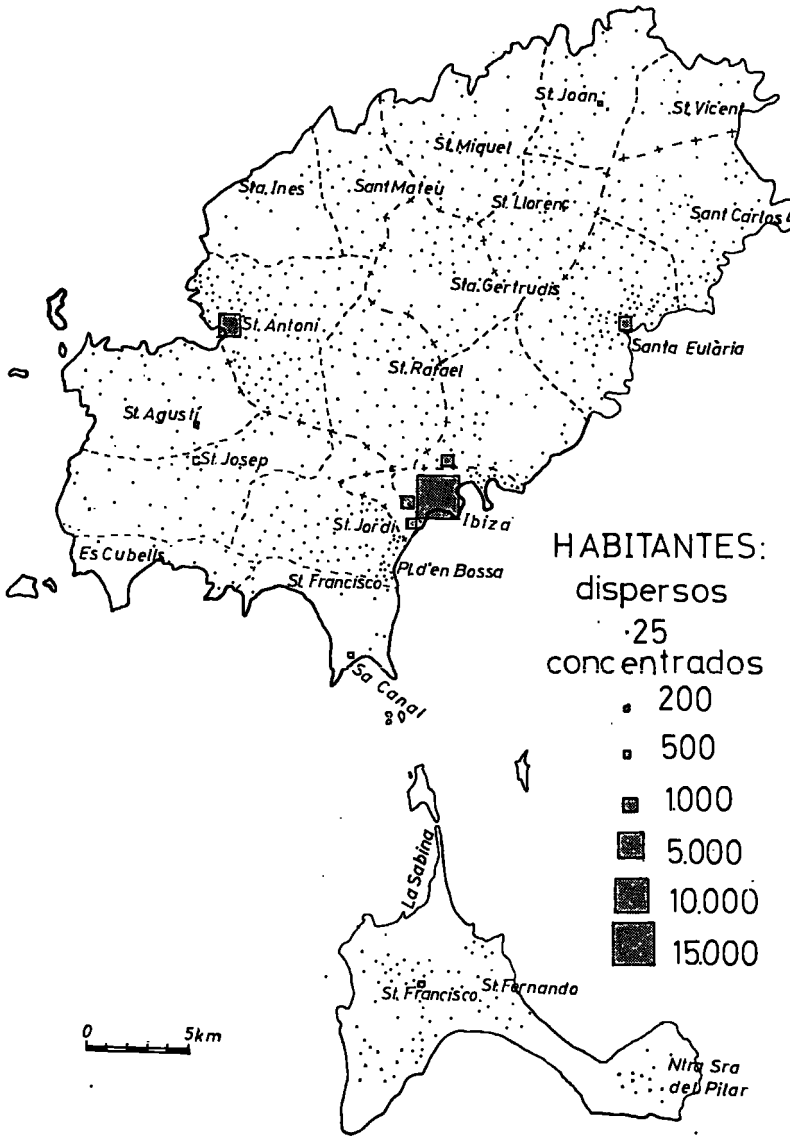 St. Joan
St. Vicent
St. Miquel
Sta. Ines
Sant Mateu
St. Llorenç
Sant Carlos
Sta. Gertrudis
St. Antoni
Santa Eulària
St. Rafael
St. Agustí
St. Josep
St. Jordi
Ibiza
Es Cubells
St. Francisco
Pl. d'en Bossa
Sa Canal
HABITANTES:
dispersos
·25
concentrados
200
500
1.000
5.000
10.000
15.000
La Sabina
St. Francisco
St. Fernando
0 5km
Ntra Sra
del Pilar